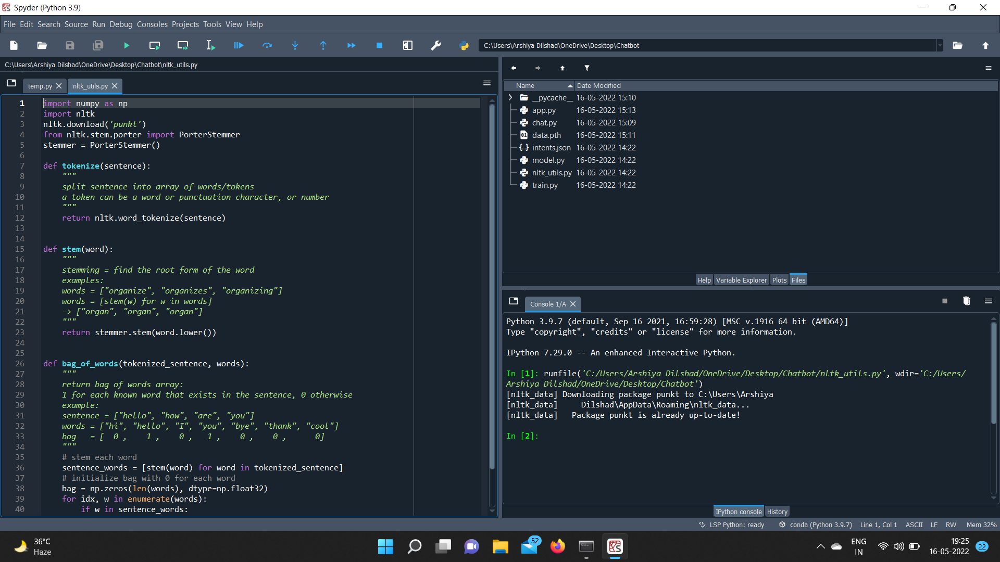 Spyder (Python 3.9)
File Edit Search Source Run Debug Consoles Projects Tools View Help
C:\Users\Arshiya Dilshad\OneDrive\Desktop\Chatbot
C:\Users\Arshiya Dilshad\OneDrive\Desktop\Chatbot\nltk_utils.py
temp.py nltk_utils.py
1 import numpy as np
2 import nltk
3 nltk.download('punkt')
4 from nltk.stem.porter import PorterStemmer
5 stemmer = PorterStemmer()
6
7 def tokenize(sentence):
8 """
9 split sentence into array of words/tokens
10 a token can be a word or punctuation character, or number
11 """
12 return nltk.word_tokenize(sentence)
13
14
15 def stem(word):
16 """
17 stemming = find the root form of the word
18 examples:
19 words = ["organize", "organizes", "organizing"]
20 words = [stem(w) for w in words]
21 -> ["organ", "organ", "organ"]
22 """
23 return stemmer.stem(word.lower())
24
25
26 def bag_of_words(tokenized_sentence, words):
27 """
28 return bag of words array:
29 1 for each known word that exists in the sentence, 0 otherwise
30 example:
31 sentence = ["hello", "how", "are", "you"]
32 words = ["hi", "hello", "I", "you", "bye", "thank", "cool"]
33 bog = [ 0 , 1 , 0 , 1 , 0 , 0 , 0]
34 """
35 # stem each word
36 sentence_words = [stem(word) for word in tokenized_sentence]
37 # initialize bag with 0 for each word
38 bag = np.zeros(len(words), dtype=np.float32)
39 for idx, w in enumerate(words):
40 if w in sentence_words:
Name Date Modified
__pycache__ 16-05-2022 15:10
app.py 16-05-2022 15:13
chat.py 16-05-2022 15:09
data.pth 16-05-2022 15:11
intents.json 16-05-2022 14:22
model.py 16-05-2022 14:22
nltk_utils.py 16-05-2022 14:22
train.py 16-05-2022 14:22
Help Variable Explorer Plots Files
Console 1/A
Python 3.9.7 (default, Sep 16 2021, 16:59:28) [MSC v.1916 64 bit (AMD64)]
Type "copyright", "credits" or "license" for more information.
IPython 7.29.0 -- An enhanced Interactive Python.
In [1]: runfile('C:/Users/Arshiya Dilshad/OneDrive/Desktop/Chatbot/nltk_utils.py', wdir='C:/Users/
Arshiya Dilshad/OneDrive/Desktop/Chatbot')
[nltk_data] Downloading package punkt to C:\Users\Arshiya
[nltk_data] Dilshad\AppData\Roaming\nltk_data...
[nltk_data] Package punkt is already up-to-date!
In [2]:
IPython console History
LSP Python: ready conda (Python 3.9.7) Line 1, Col 1 ASCII LF RW Mem 32%
36°C
Haze
52
ENG
IN
19:25
16-05-2022
22